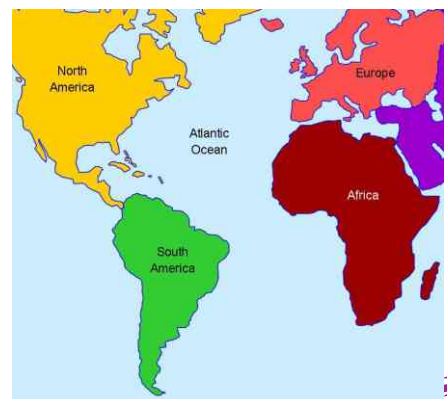 North
America
Europe
Atlantic
Ocean
Africa
South
America